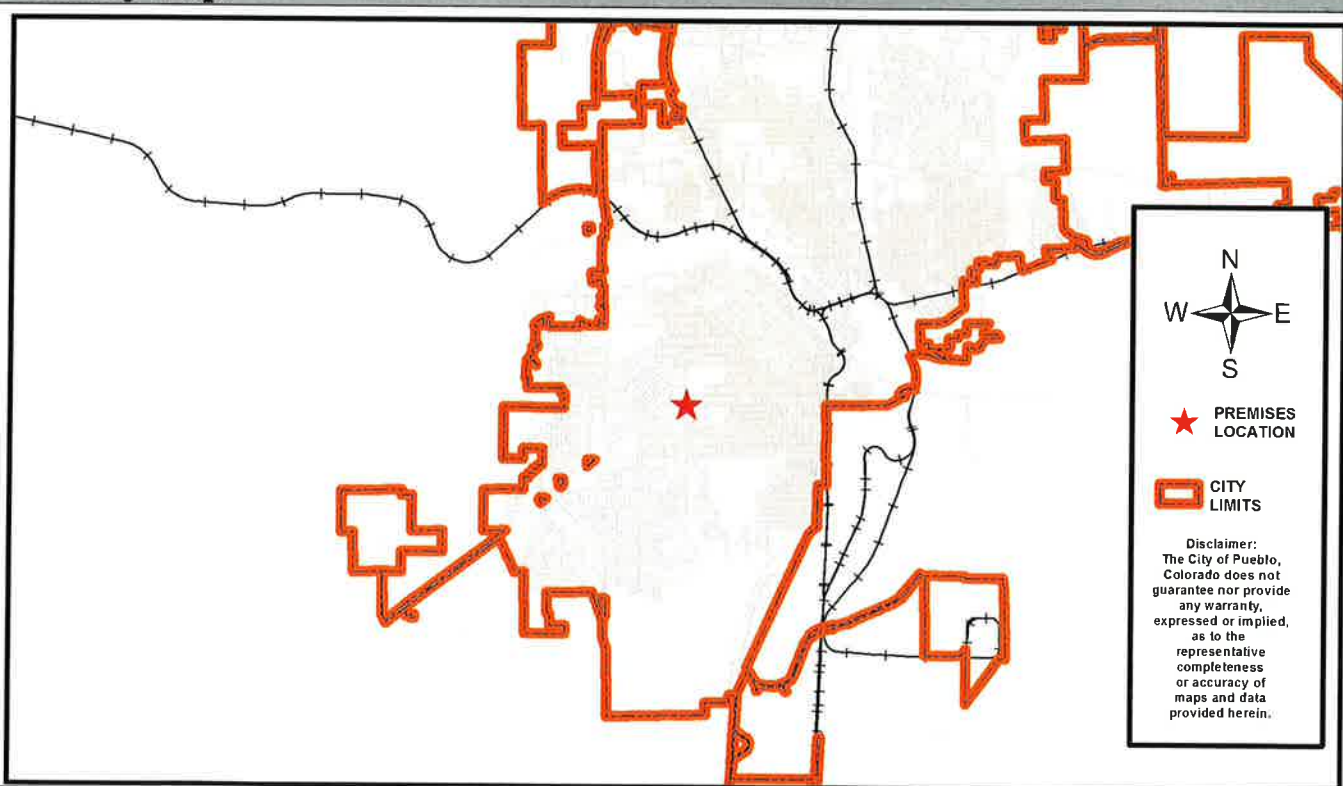 N
W E
S
PREMISES
LOCATION
CITY
LIMITS
Disclaimer:
The City of Pueblo,
Colorado does not
guarantee nor provide
any warranty,
expressed or implied,
as to the
representative
completeness
or accuracy of
maps and data
provided herein.